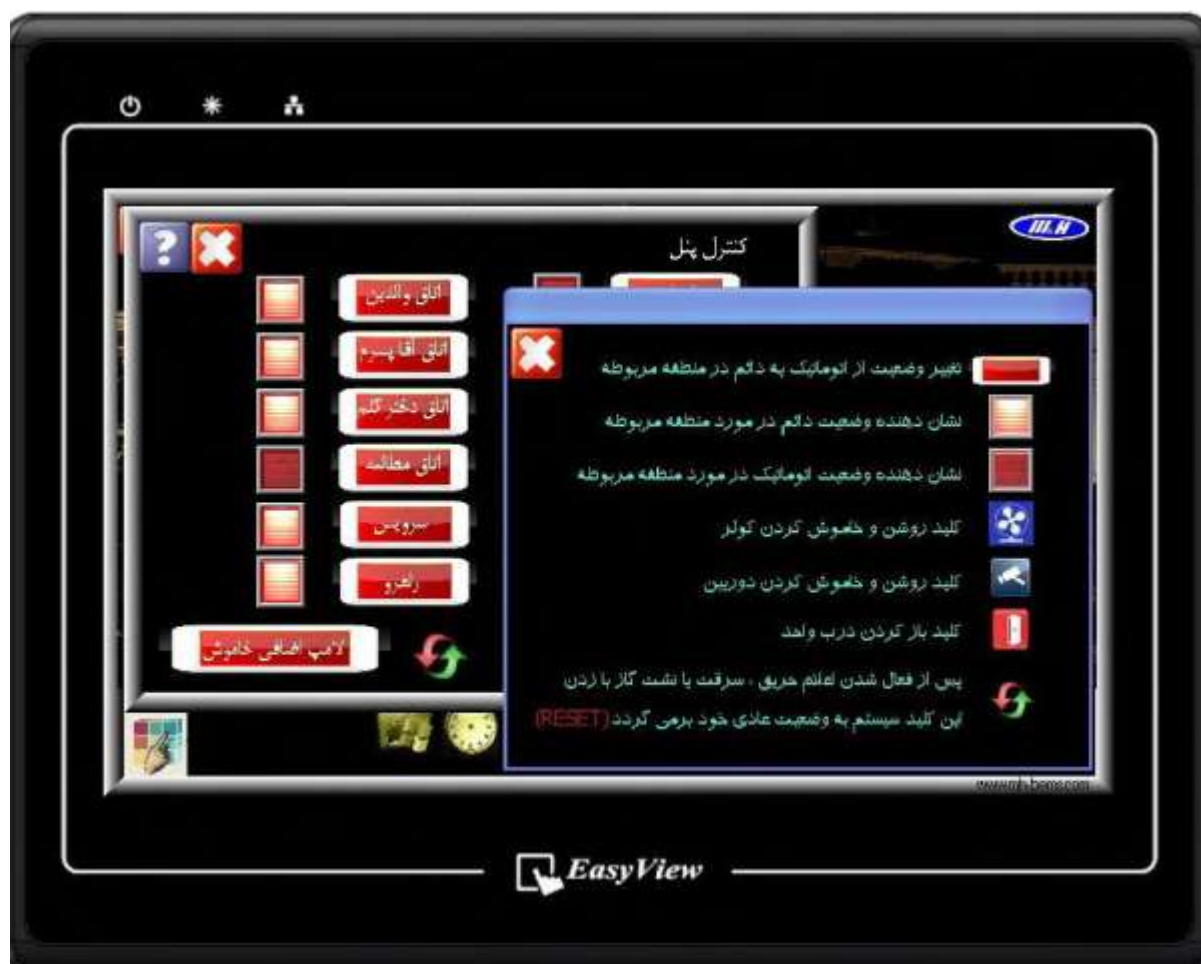 M.H
?
کنترل پنل
اتاق والدین
اتاق آقا پسرم
اتاق دختر گلم
اتاق مطالعه
سرویس
راهرو
لامپ اضافی خاموش
تغییر وضعیت از اتوماتیک به دائم در منطقه مربوطه
نشان دهنده وضعیت دائم در مورد منطقه مربوطه
نشان دهنده وضعیت اتوماتیک در مورد منطقه مربوطه
کلید روشن و خاموش کردن کولر
کلید روشن و خاموش کردن دوربین
کلید باز کردن درب واحد
پس از فعال شدن اعلام حریق ، سرقت یا نشت گاز با زدن
این کلید سیستم به وضعیت عادی خود برمی گردد (RESET)
www.mh-bems.com
EasyView